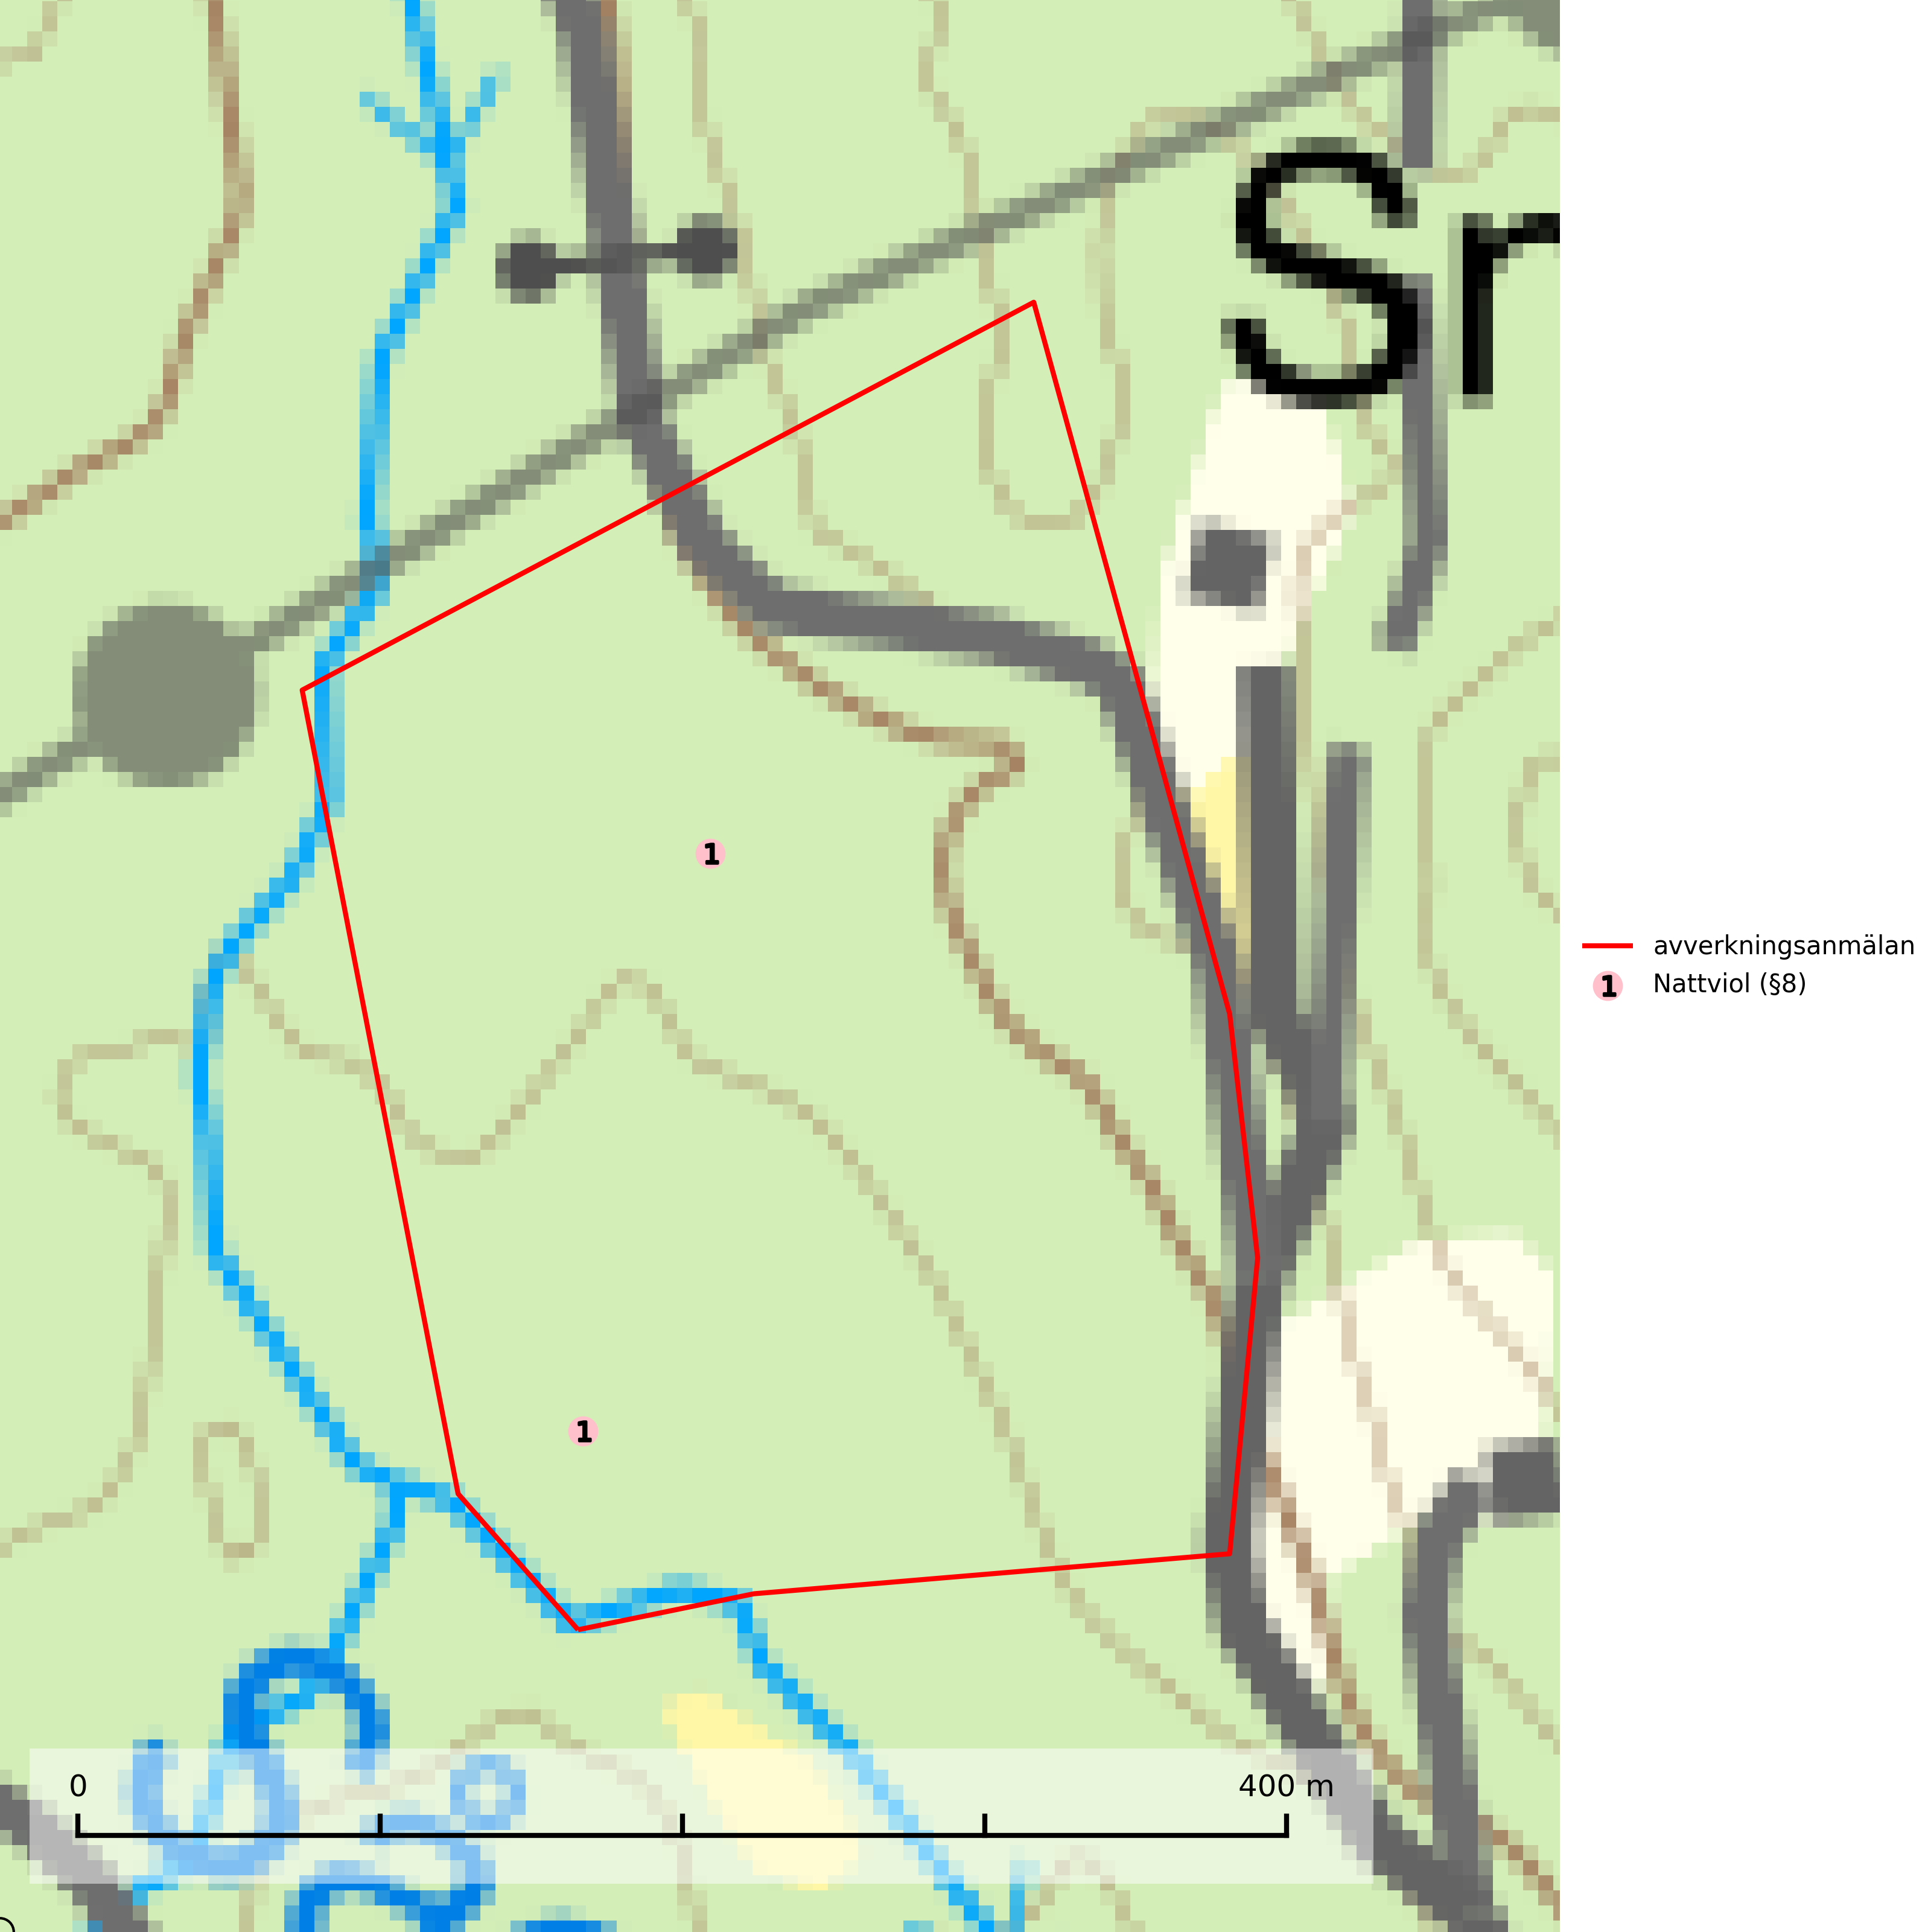 Sr
1
avverkningsanmälan
1 Nattviol (§8)
1
0 400 m